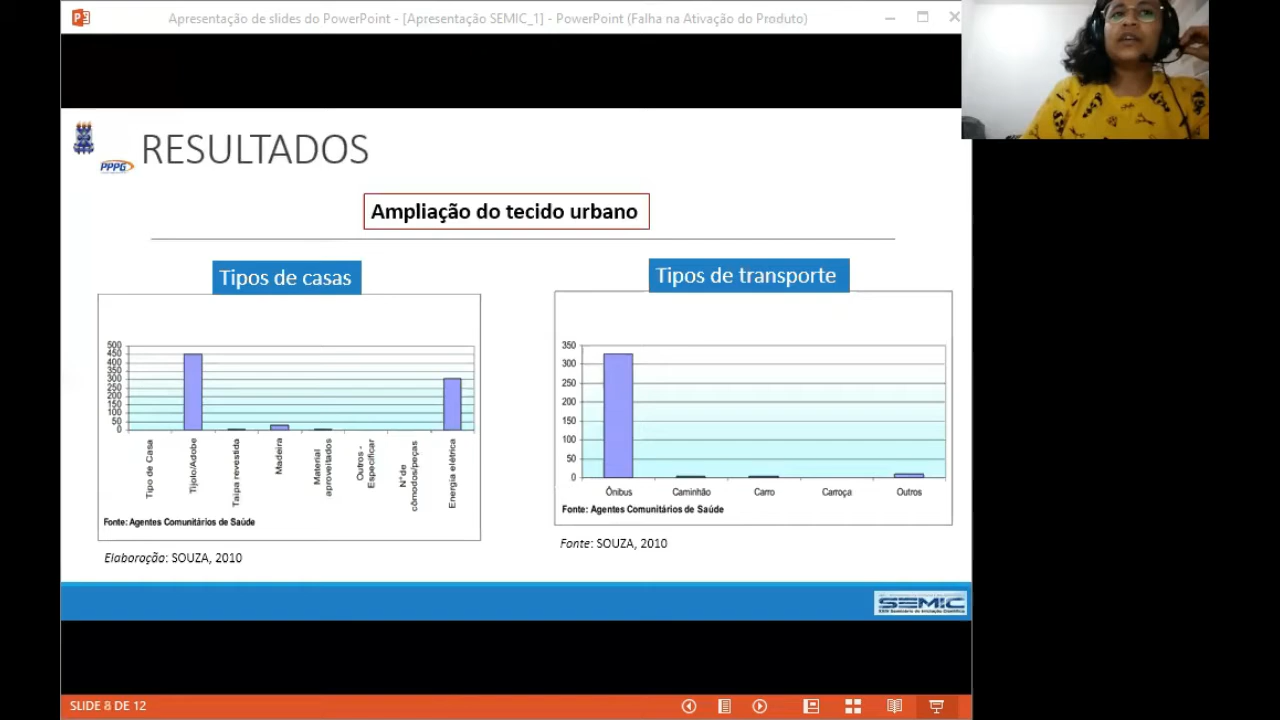 Apresentação de slides do PowerPoint - [Apresentação SEMIC_1] - PowerPoint (Falha na Ativação do Produto)
PPPG
RESULTADOS
Ampliação do tecido urbano
Tipos de casas
500
450
400
350
300
250
200
150
100
50
0
Tipo de Casa
Tijolo/Adobe
Taipa revestida
Madeira
Material
aproveitados
Outros -
Especificar
N°de
cômodos/peças
Energia elétrica
Fonte: Agentes Comunitários de Saúde
Elaboração: SOUZA, 2010
Tipos de transporte
350
300
250
200
150
100
50
0
Ônibus
Caminhão
Carro
Carroça
Outros
Fonte: Agentes Comunitários de Saúde
Fonte: SOUZA, 2010
SEMIC
SLIDE 8 DE 12